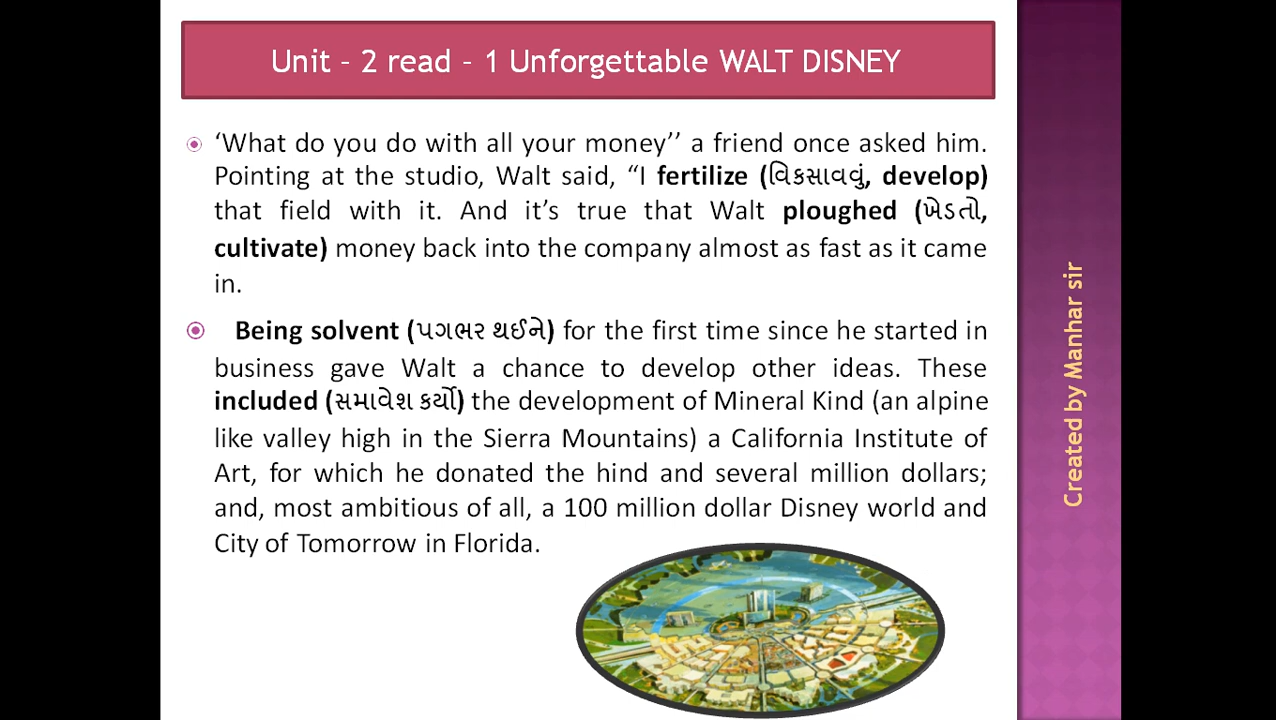 Unit - 2 read - 1 Unforgettable WALT DISNEY
‘What do you do with all your money’’ a friend once asked him.
Pointing at the studio, Walt said, “I fertilize (વિકસાવવું, develop)
that field with it. And it’s true that Walt ploughed (ખેડતો,
cultivate) money back into the company almost as fast as it came
in.
Being solvent (પગભર થઈને) for the first time since he started in
business gave Walt a chance to develop other ideas. These
included (સમાવેશ કર્યો) the development of Mineral Kind (an alpine
like valley high in the Sierra Mountains) a California Institute of
Art, for which he donated the hind and several million dollars;
and, most ambitious of all, a 100 million dollar Disney world and
City of Tomorrow in Florida.
Created by Manhar sir